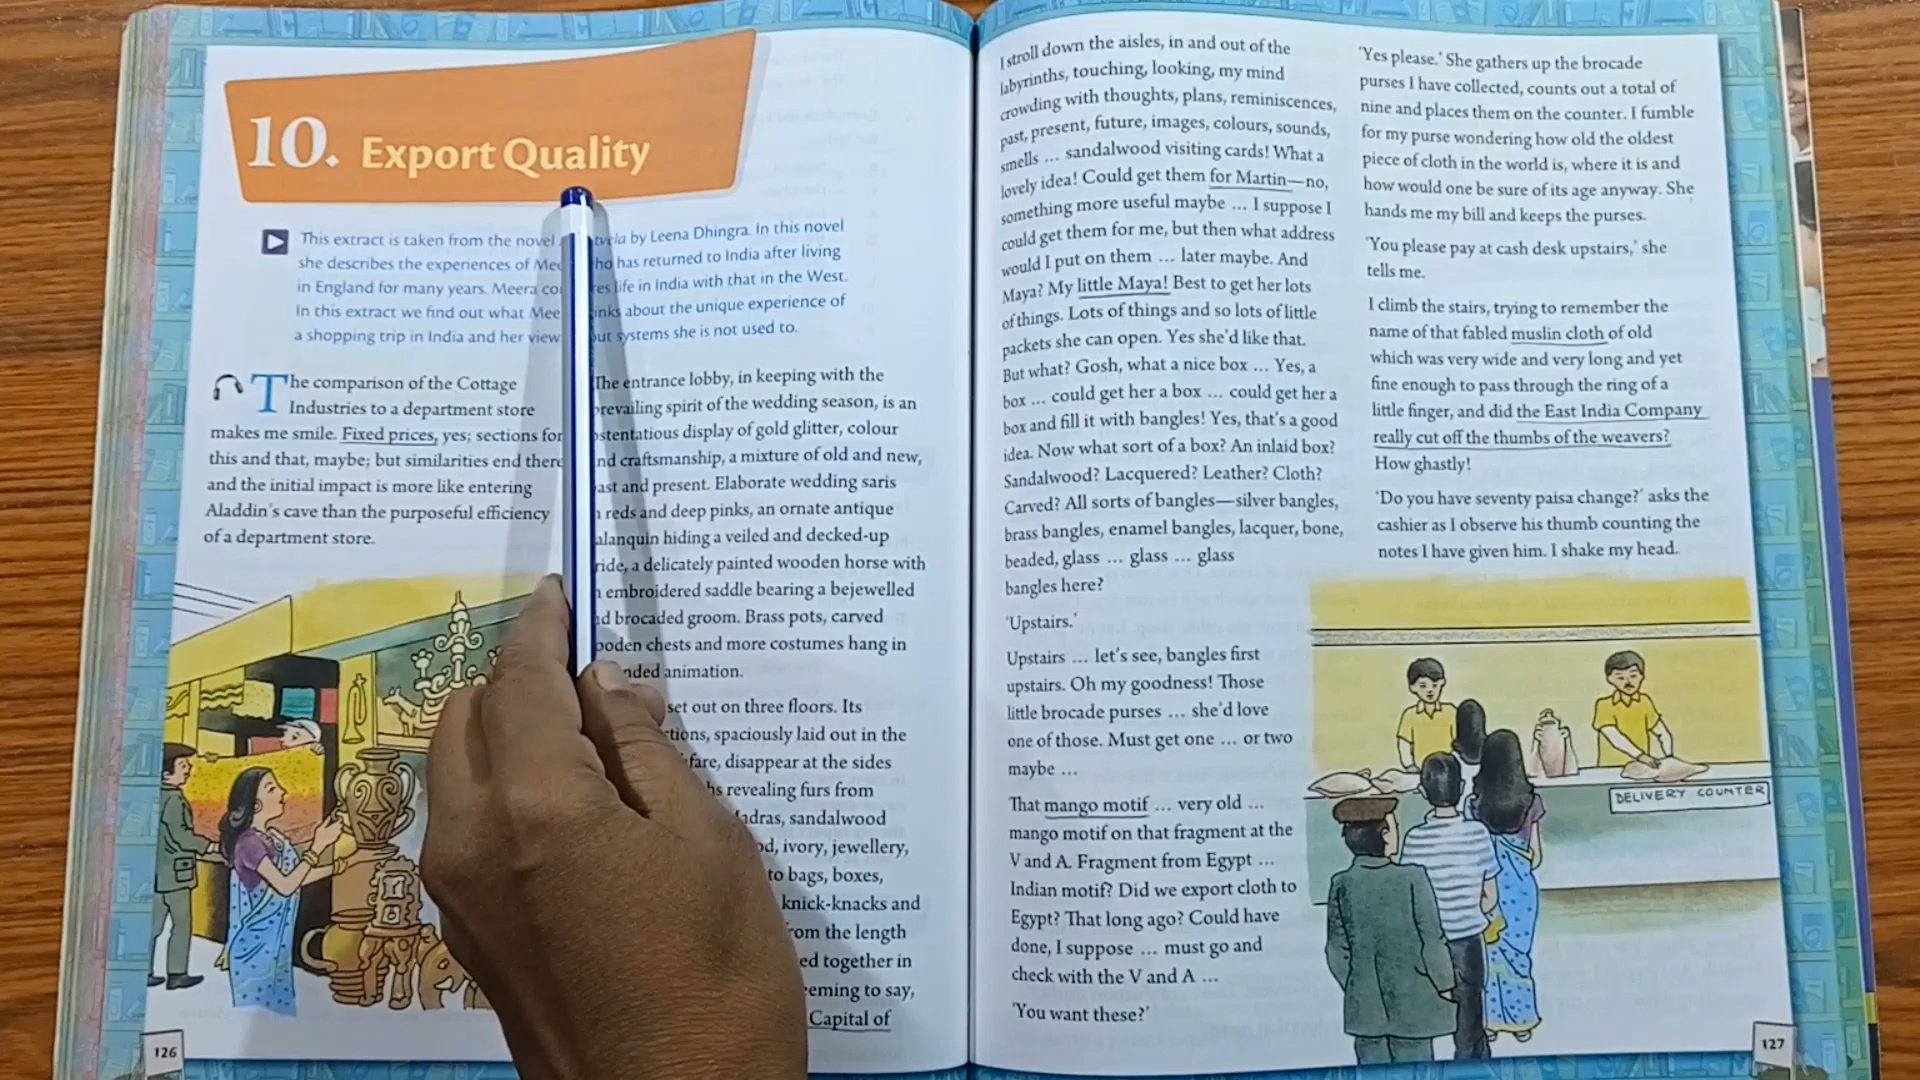 10. Export Quality
This extract is taken from the novel by Leena Dhingra. In this novel
she describes the experiences of has returned to India after living
in England for many years. Meera life in India with that in the West.
In this extract we find out what about the unique experience of
a shopping trip in India and her systems she is not used to.
The comparison of the Cottage
Industries to a department store
makes me smile. Fixed prices, yes; sections for
this and that, maybe; but similarities end there
and the initial impact is more like entering
Aladdin's cave than the purposeful efficiency
of a department store.
The entrance lobby, in keeping with the
prevailing spirit of the wedding season, is an
ostentatious display of gold glitter, colour
and craftsmanship, a mixture of old and new,
past and present. Elaborate wedding saris
reds and deep pinks, an ornate antique
palanquin hiding a veiled and decked-up
bride, a delicately painted wooden horse with
embroidered saddle bearing a bejewelled
and brocaded groom. Brass pots, carved
wooden chests and more costumes hang in
animation.
set out on three floors. Its
spaciously laid out in the
disappear at the sides
revealing furs from
Madras, sandalwood
ivory, jewellery,
to bags, boxes,
knick-knacks and
from the length
together in
seeming to say,
Capital of
126
I stroll down the aisles, in and out of the
labyrinths, touching, looking, my mind
crowding with thoughts, plans, reminiscences,
past, present, future, images, colours, sounds,
smells ... sandalwood visiting cards! What a
lovely idea! Could get them for Martin—no,
something more useful maybe ... I suppose I
could get them for me, but then what address
would I put on them ... later maybe. And
Maya? My little Maya! Best to get her lots
of things. Lots of things and so lots of little
packets she can open. Yes she'd like that.
But what? Gosh, what a nice box ... Yes, a
box ... could get her a box ... could get her a
box and fill it with bangles! Yes, that's a good
idea. Now what sort of a box? An inlaid box?
Sandalwood? Lacquered? Leather? Cloth?
Carved? All sorts of bangles—silver bangles,
brass bangles, enamel bangles, lacquer, bone,
beaded, glass ... glass ... glass
bangles here?
'Upstairs.'
Upstairs ... let's see, bangles first
upstairs. Oh my goodness! Those
little brocade purses ... she'd love
one of those. Must get one ... or two
maybe ...
That mango motif ... very old ...
mango motif on that fragment at the
V and A. Fragment from Egypt ...
Indian motif? Did we export cloth to
Egypt? That long ago? Could have
done, I suppose ... must go and
check with the V and A ...
'You want these?'
'Yes please.' She gathers up the brocade
purses I have collected, counts out a total of
nine and places them on the counter. I fumble
for my purse wondering how old the oldest
piece of cloth in the world is, where it is and
how would one be sure of its age anyway. She
hands me my bill and keeps the purses.
'You please pay at cash desk upstairs,' she
tells me.
I climb the stairs, trying to remember the
name of that fabled muslin cloth of old
which was very wide and very long and yet
fine enough to pass through the ring of a
little finger, and did the East India Company
really cut off the thumbs of the weavers?
How ghastly!
'Do you have seventy paisa change?' asks the
cashier as I observe his thumb counting the
notes I have given him. I shake my head.
DELIVERY COUNTER
127